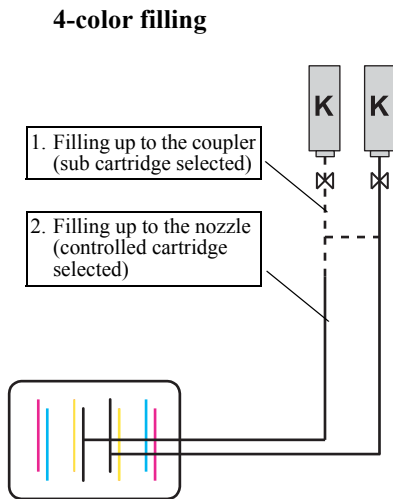 4-color filling
K K
1. Filling up to the coupler
(sub cartridge selected)
2. Filling up to the nozzle
(controlled cartridge
selected)